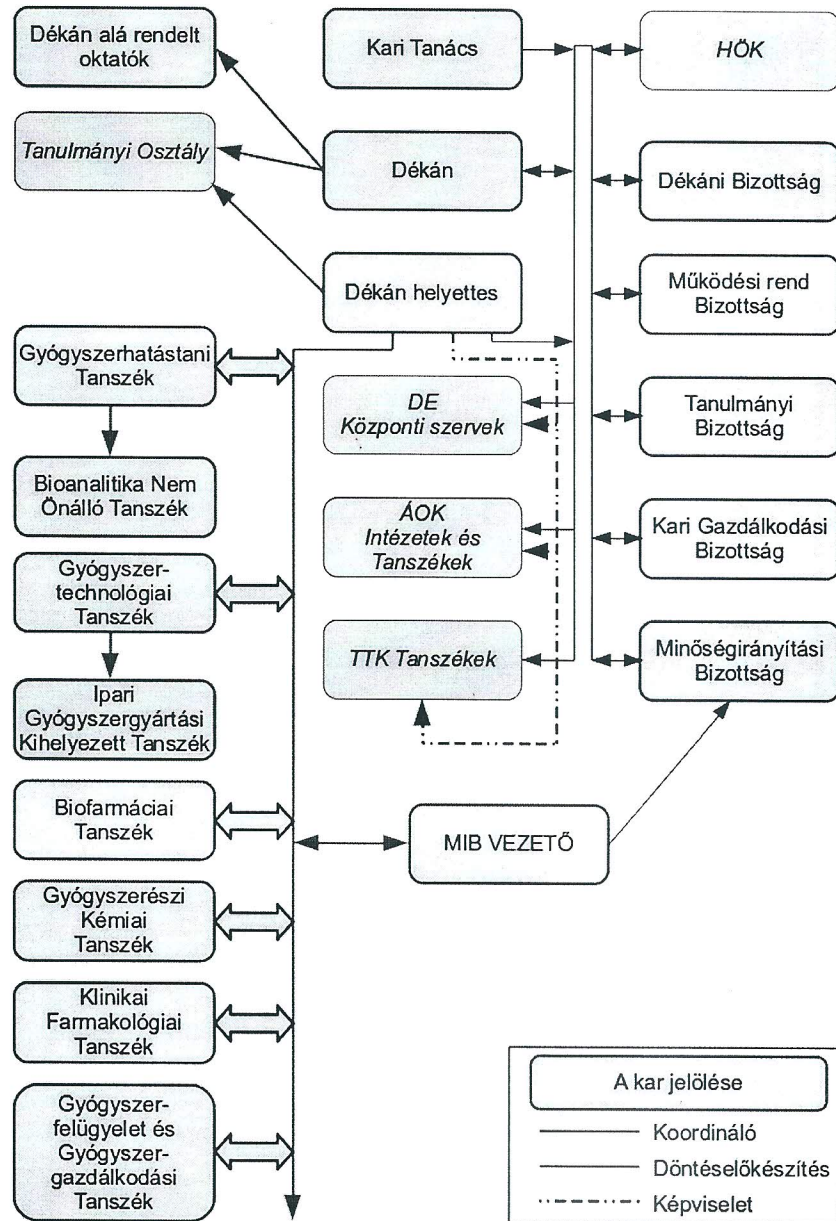 Dékán alá rendelt
oktatók
Kari Tanács
HÖK
Tanulmányi Osztály
Dékán
Dékáni Bizottság
Dékán helyettes
Működési rend
Bizottság
Gyógyszerhatástani
Tanszék
DE
Központi szervek
Tanulmányi
Bizottság
Bioanalitika Nem
Önálló Tanszék
ÁOK
Intézetek és
Tanszékek
Kari Gazdálkodási
Bizottság
Gyógyszer-
technológiai
Tanszék
TTK Tanszékek
Minőségirányítási
Bizottság
Ipari
Gyógyszergyártási
Kihelyezett Tanszék
Biofarmáciai
Tanszék
MIB VEZETŐ
Gyógyszerészi
Kémiai
Tanszék
Klinikai
Farmakológiai
Tanszék
Gyógyszer-
felügyelet és
Gyógyszer-
gazdálkodási
Tanszék
A kar jelölése
Koordináló
Döntéselőkészítés
Képviselet